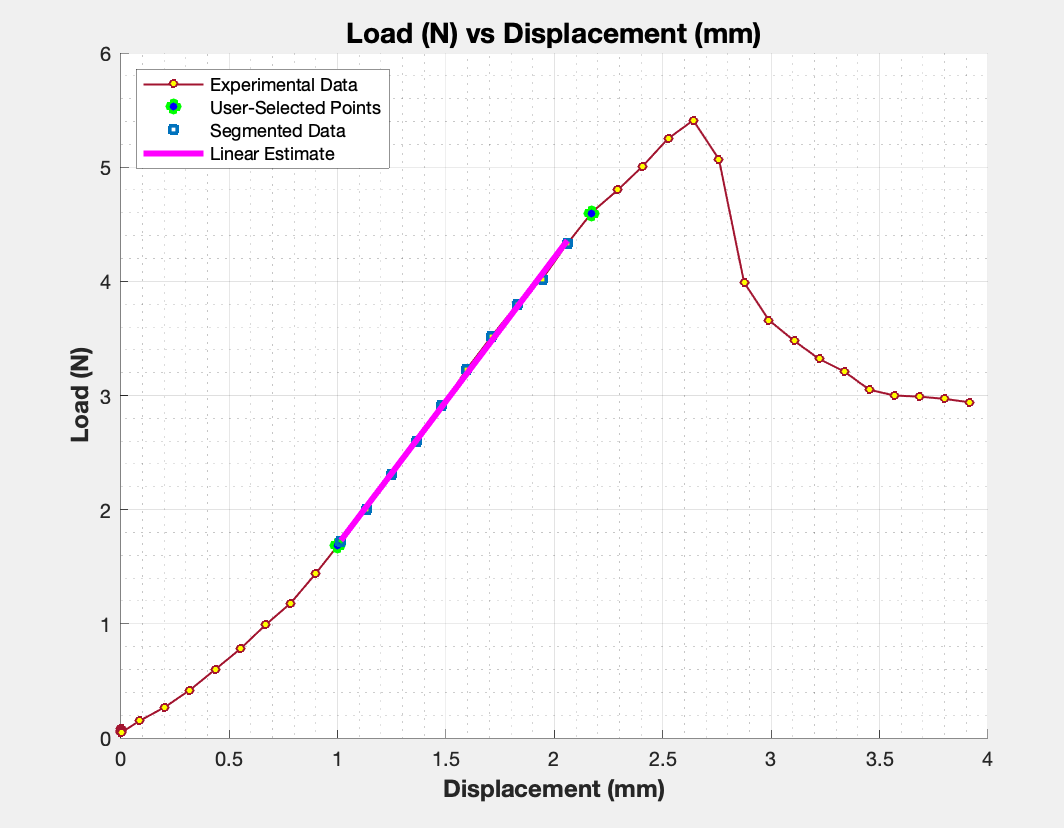 Load (N) vs Displacement (mm)
Experimental Data
User-Selected Points
Segmented Data
Linear Estimate
Load (N)
6
5
4
3
2
1
0
0 0.5 1 1.5 2 2.5 3 3.5 4
Displacement (mm)